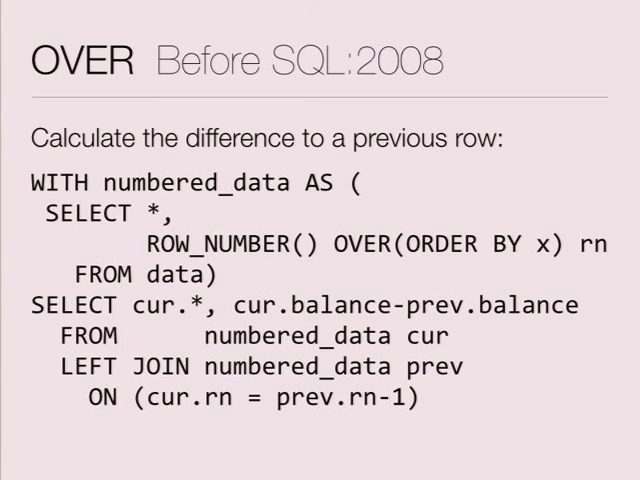 OVER Before SQL:2008
Calculate the difference to a previous row:
WITH numbered_data AS (
SELECT *,
ROW_NUMBER() OVER(ORDER BY x) rn
FROM data)
SELECT cur.*, cur.balance-prev.balance
FROM numbered_data cur
LEFT JOIN numbered_data prev
ON (cur.rn = prev.rn-1)